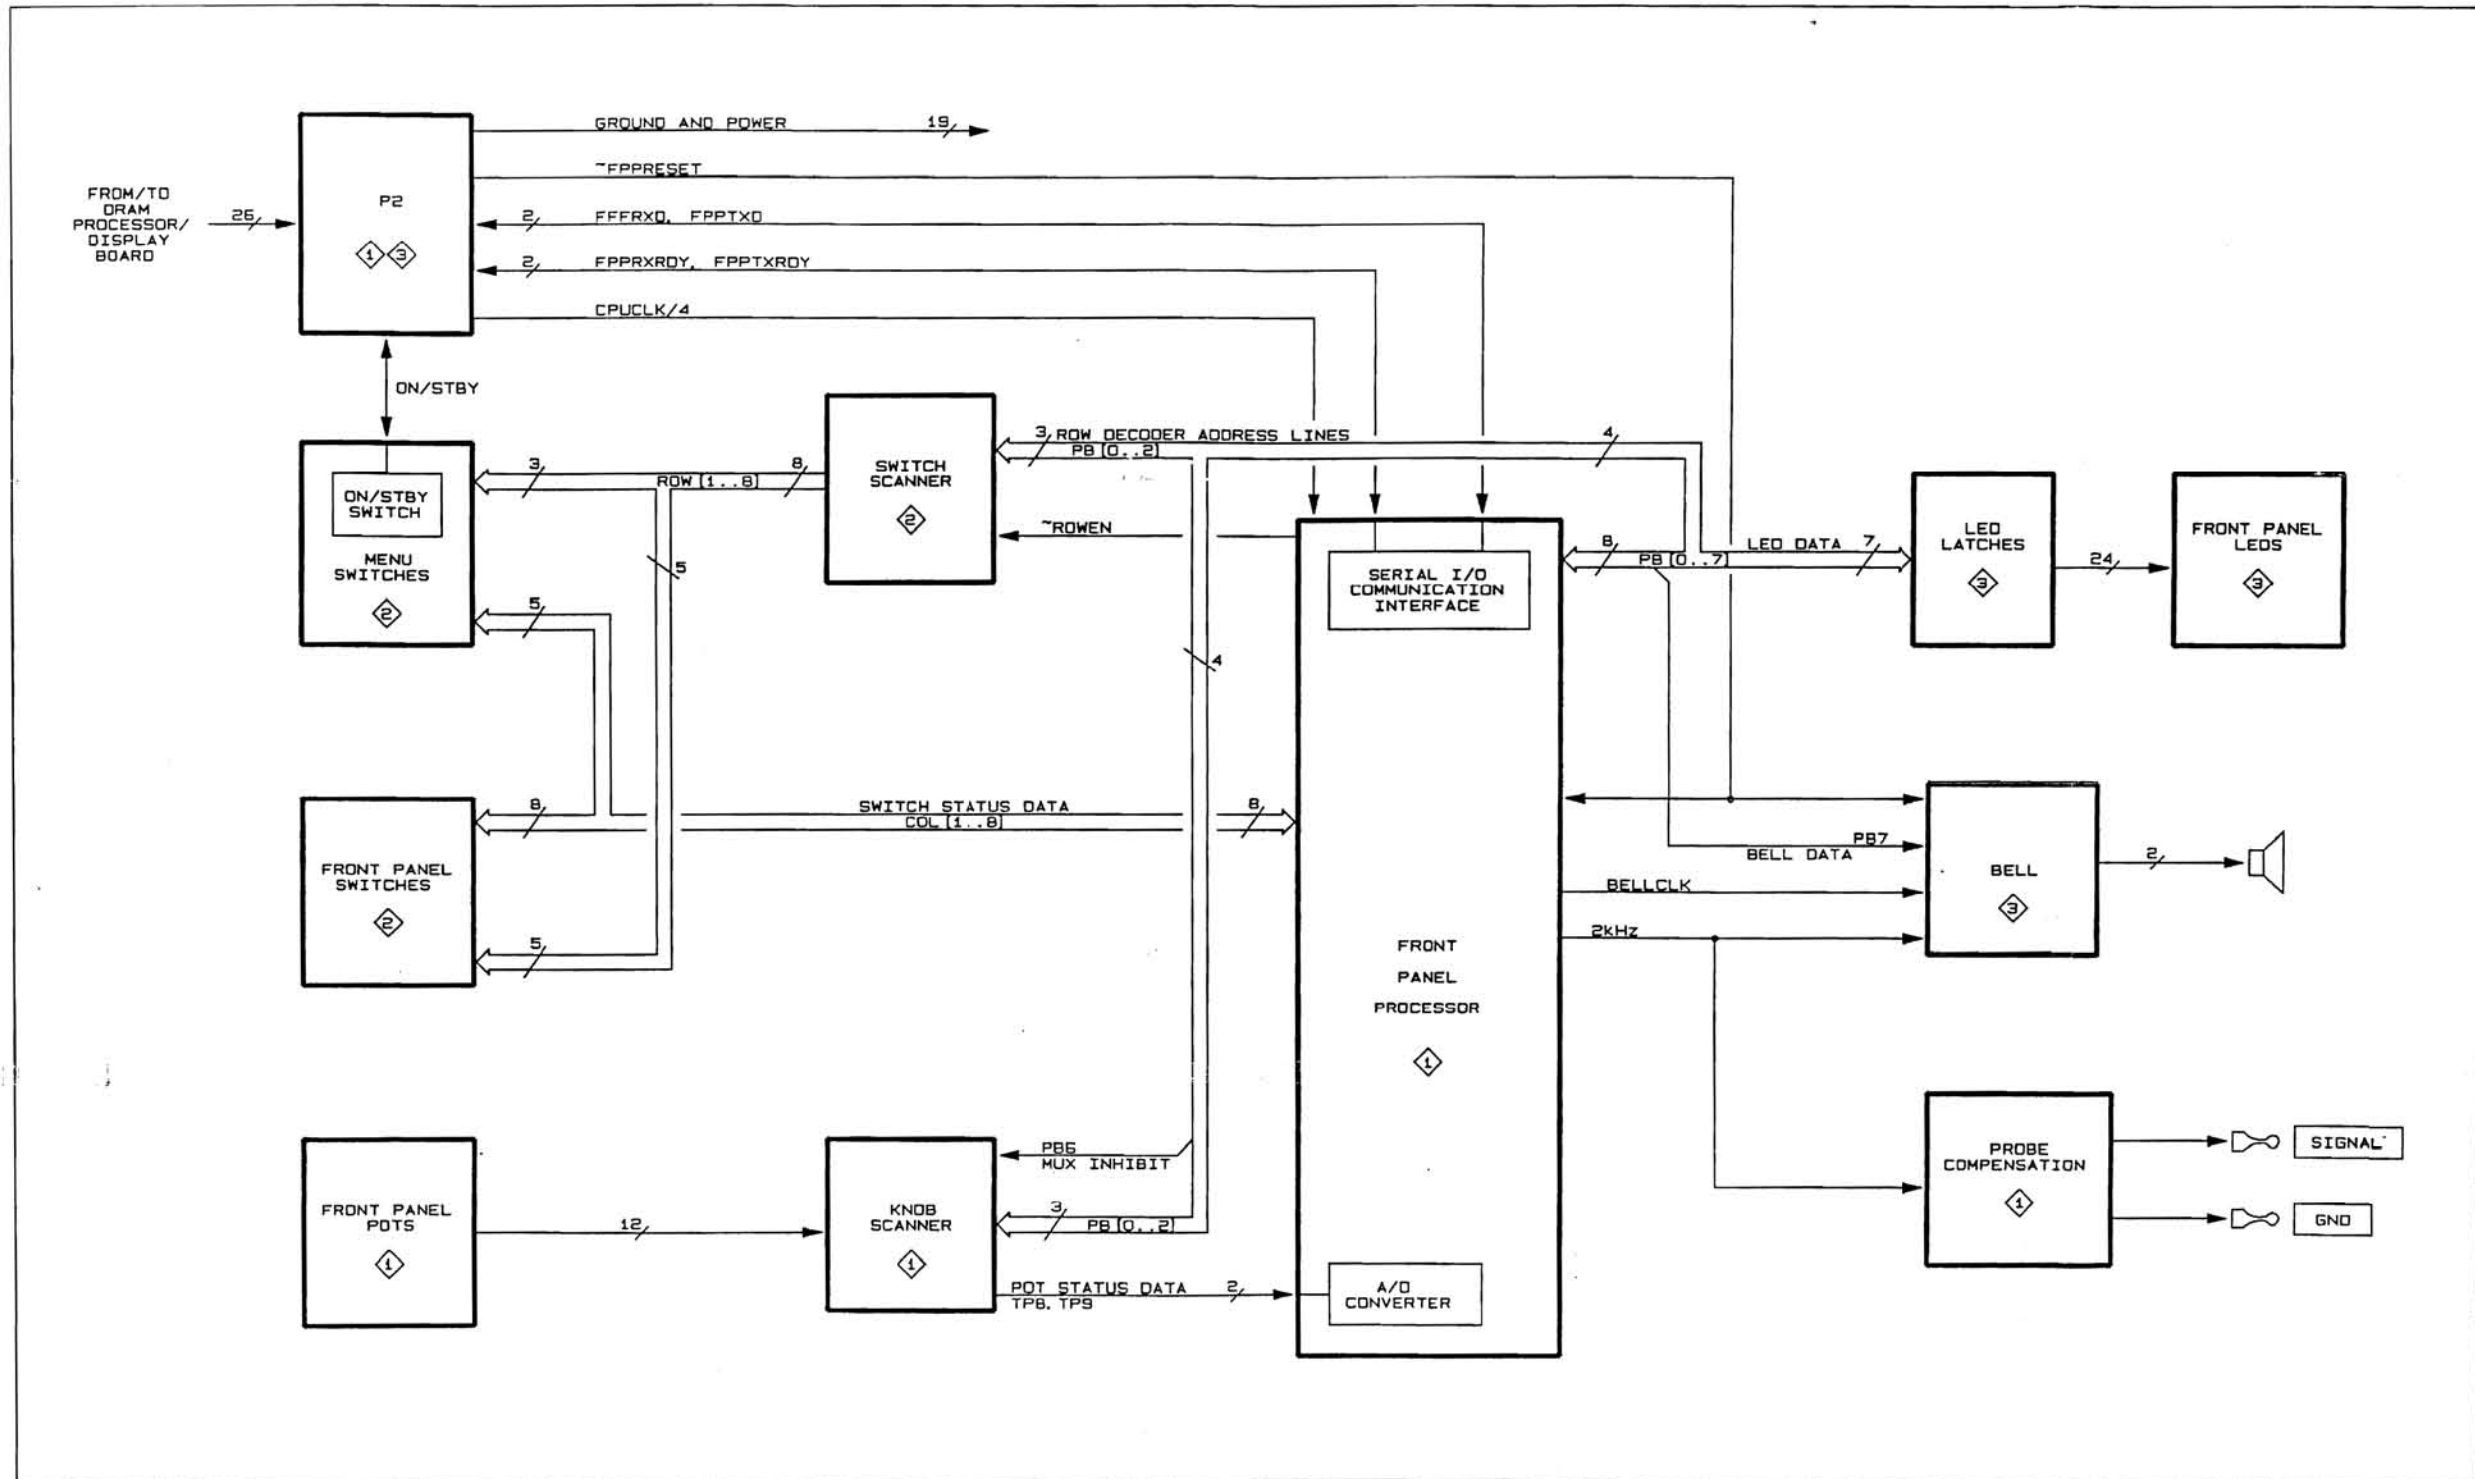 GROUND AND POWER
19
~FPPRESET
FROM/TO
DRAM
PROCESSOR/
DISPLAY
BOARD
26
P2
1
3
2
FFFRXD, FPPTXD
2
FPPRXRDY, FPPTXRDY
CPUCLK/4
ON/STBY
ON/STBY
SWITCH
MENU
SWITCHES
2
3
ROW [1..8]
8
5
5
SWITCH
SCANNER
2
3
ROW DECODER ADDRESS LINES
PB [0..2]
4
~ROWEN
4
SERIAL I/O
COMMUNICATION
INTERFACE
8
PB [0..7]
LED DATA
7
LED
LATCHES
3
24
FRONT PANEL
LEDS
3
FRONT PANEL
SWITCHES
2
8
SWITCH STATUS DATA
COL [1..8]
8
5
FRONT
PANEL
PROCESSOR
1
PB7
BELL DATA
BELLCLK
2kHz
BELL
3
2
FRONT PANEL
POTS
1
12
KNOB
SCANNER
1
PB6
MUX INHIBIT
3
PB [0..2]
POT STATUS DATA
TP8, TP9
2
A/D
CONVERTER
PROBE
COMPENSATION
1
SIGNAL
GND